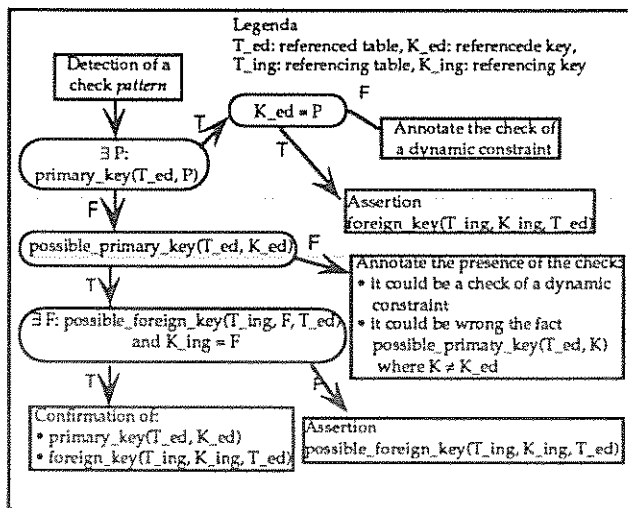 Legenda
T_ed: referenced table, K_ed: referencede key,
T_ing: referencing table, K_ing: referencing key
Detection of a
check pattern
T
K_ed = P
F
Annotate the check of
a dynamic constraint
∃ P:
primary_key(T_ed, P)
T
Assertion
foreign_key(T_ing, K_ing, T_ed)
F
possible_primary_key(T_ed, K_ed)
F
Annotate the presence of the checks
• it could be a check of a dynamic
constraint
• it could be wrong the fact
possible_primaty_key(T_ed, K)
where K ≠ K_ed
T
∃ F: possible_foreign_key(T_ing, F, T_ed)
and K_ing = F
T
F
Confirmation of:
• primary_key(T_ed, K_ed)
• foreign_key(T_ing, K_ing, T_ed)
Assertion
possible_foreign_key(T_ing, K_ing, T_ed)